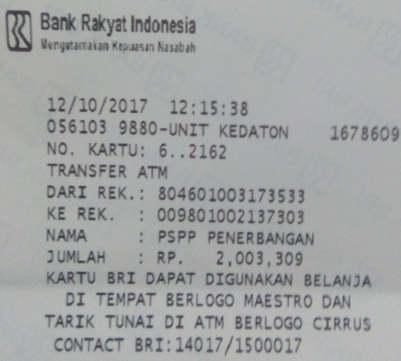 Bank Rakyat Indonesia
Mengutamakan Kepuasan Nasabah
12/10/2017 12:15:38
056103 9880-UNIT KEDATON 1678609
NO. KARTU: 6..2162
TRANSFER ATM
DARI REK.: 804601003173533
KE REK. : 009801002137303
NAMA : PSPP PENERBANGAN
JUMLAH : RP. 2,003,309
KARTU BRI DAPAT DIGUNAKAN BELANJA
DI TEMPAT BERLOGO MAESTRO DAN
TARIK TUNAI DI ATM BERLOGO CIRRUS
CONTACT BRI:14017/1500017